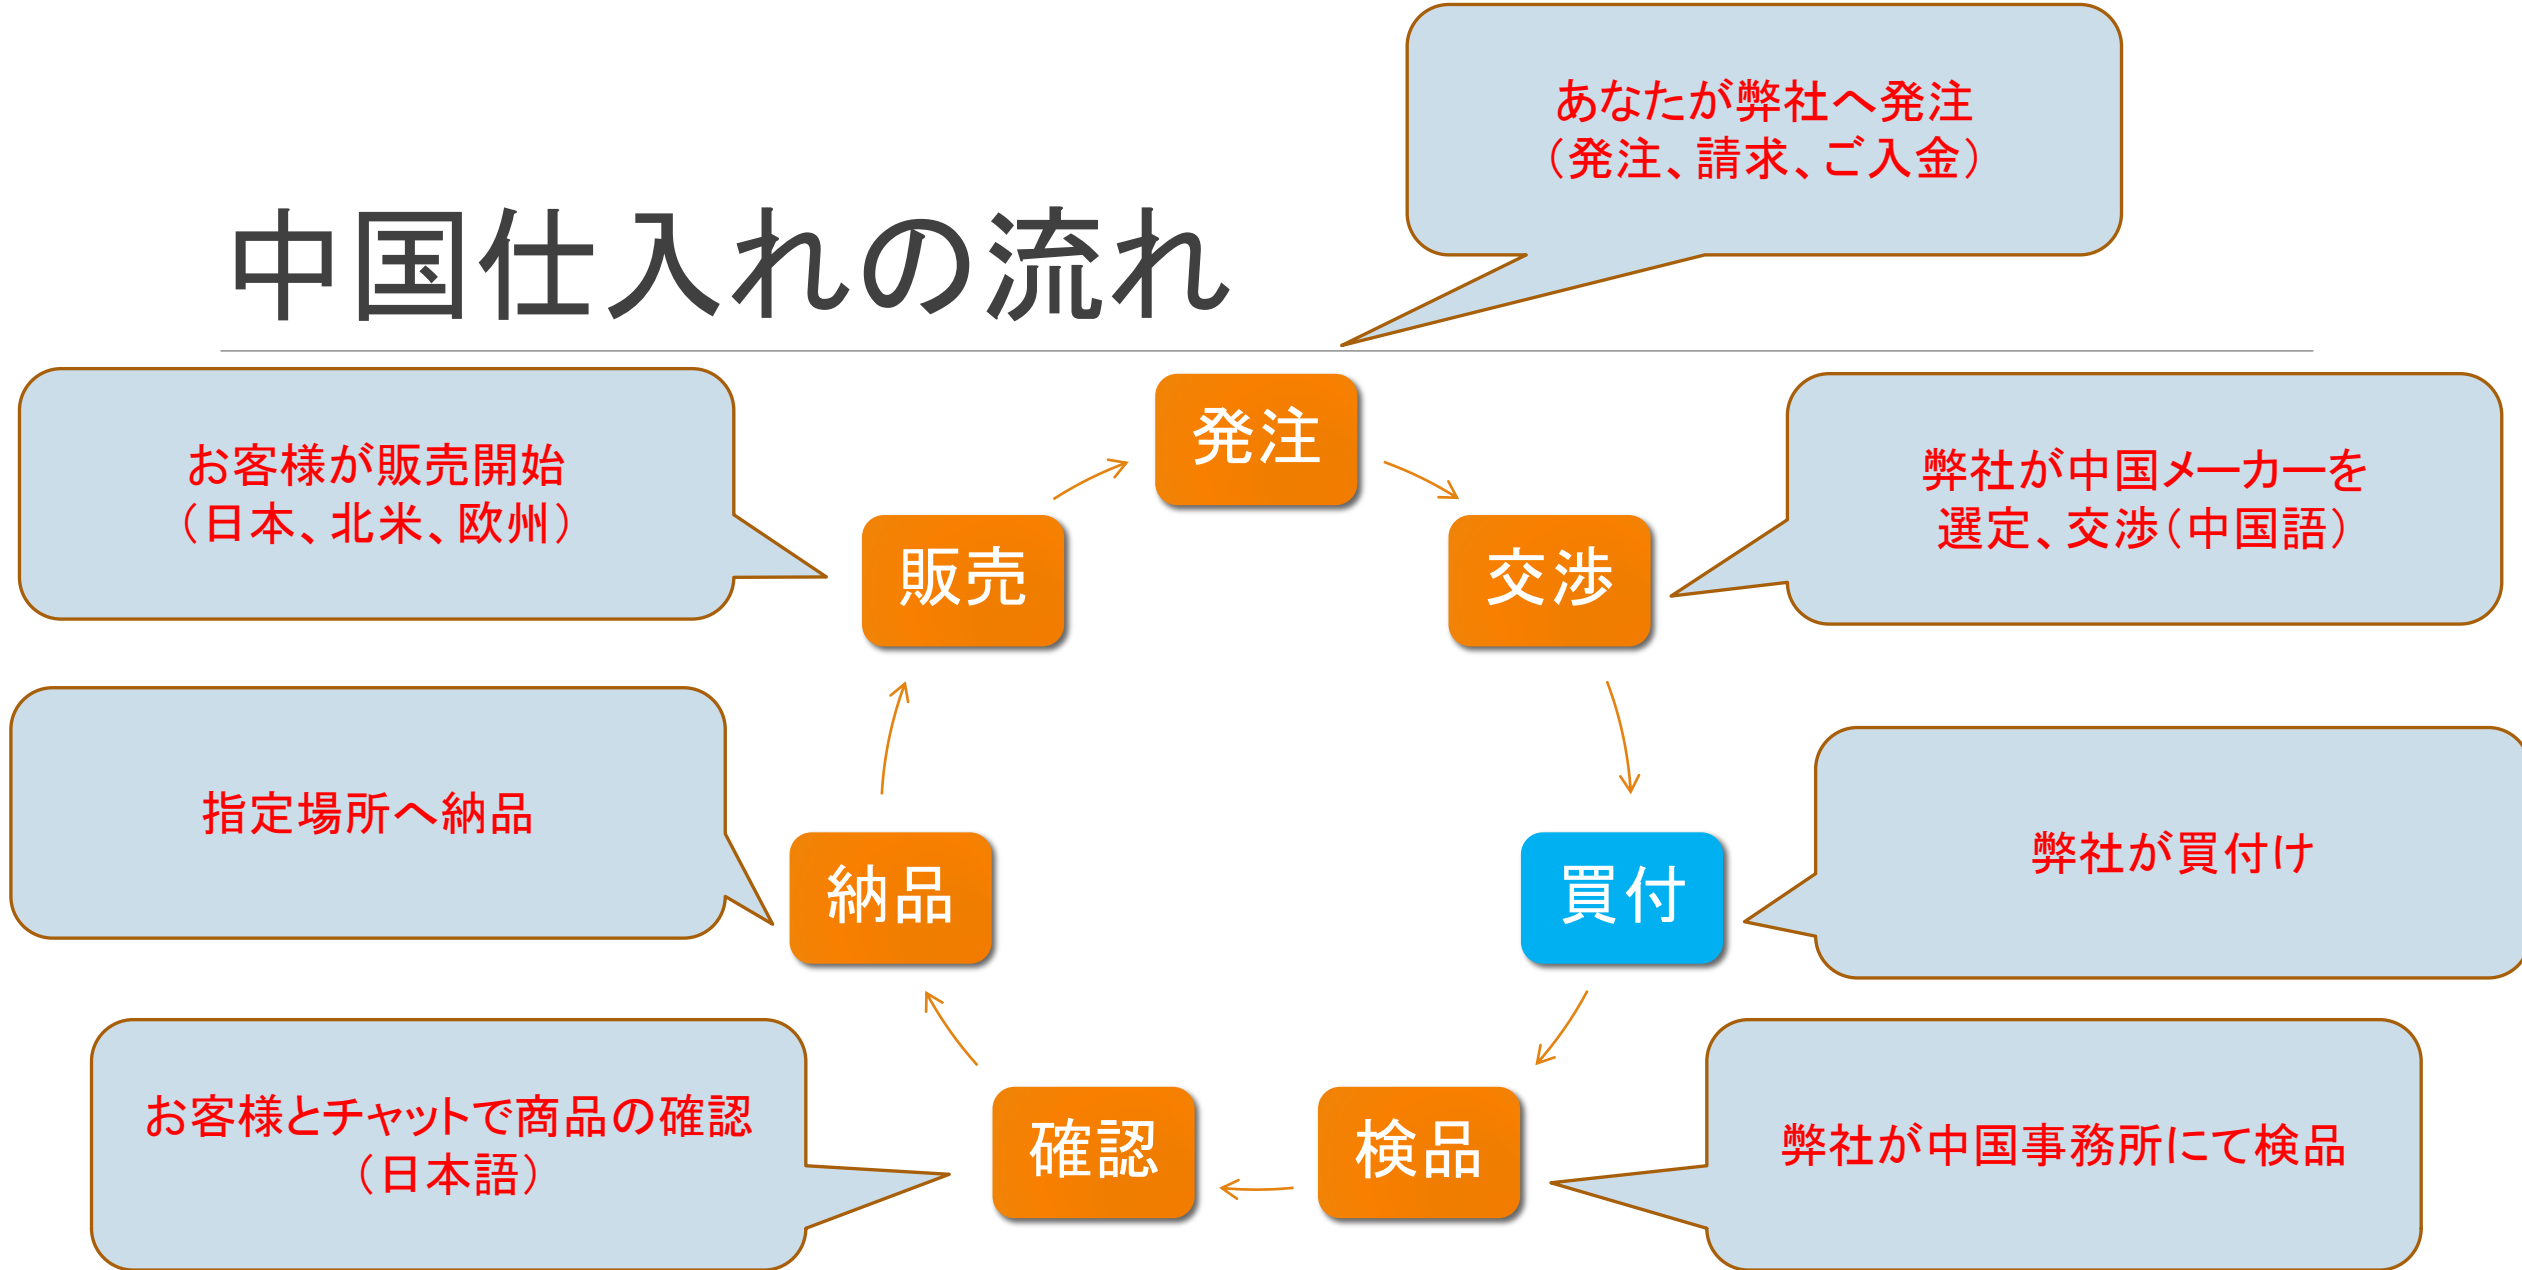 中国仕入れの流れ
あなたが弊社へ発注
（発注、請求、ご入金）
発注
弊社が中国メーカーを
選定、交渉（中国語）
交渉
弊社が買付け
買付
弊社が中国事務所にて検品
検品
お客様とチャットで商品の確認
（日本語）
確認
指定場所へ納品
納品
お客様が販売開始
（日本、北米、欧州）
販売